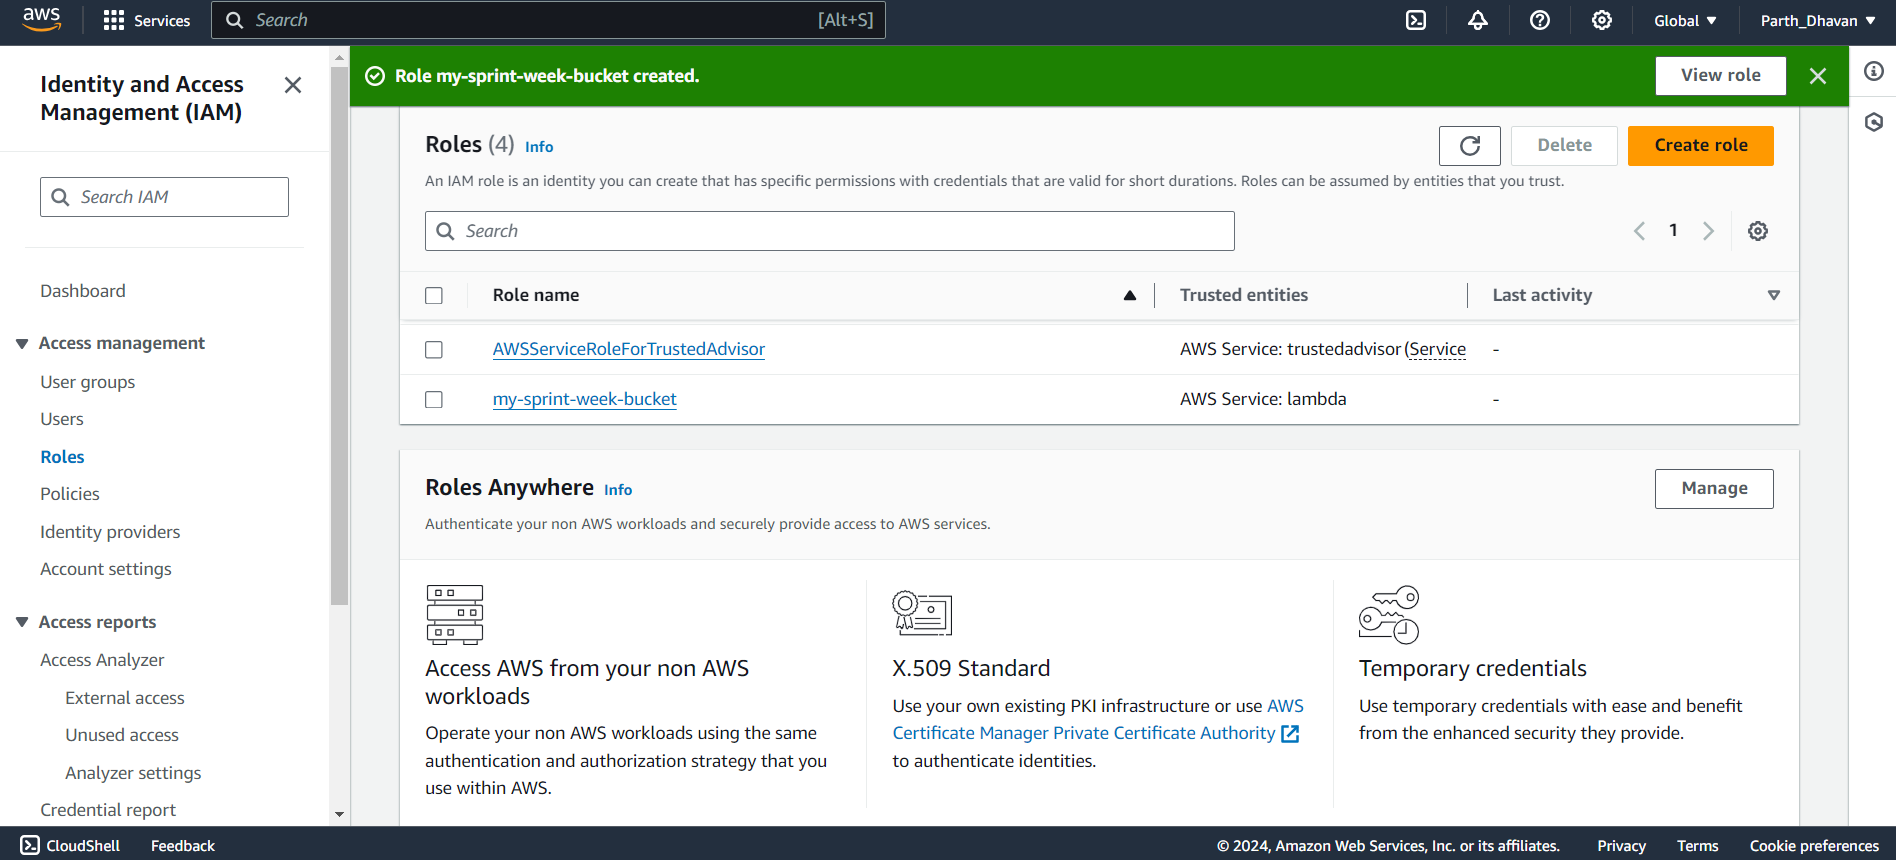 aws
Services
Search
[Alt+S]
Global
Parth_Dhavan
Identity and Access
Management (IAM)
Search IAM
Dashboard
Access management
User groups
Users
Roles
Policies
Identity providers
Account settings
Access reports
Access Analyzer
External access
Unused access
Analyzer settings
Credential report
Role my-sprint-week-bucket created.
View role
Roles (4) Info
Delete
Create role
An IAM role is an identity you can create that has specific permissions with credentials that are valid for short durations. Roles can be assumed by entities that you trust.
Search
1
Role name
Trusted entities
Last activity
AWSServiceRoleForTrustedAdvisor
AWS Service: trustedadvisor (Service
-
my-sprint-week-bucket
AWS Service: lambda
-
Roles Anywhere Info
Manage
Authenticate your non AWS workloads and securely provide access to AWS services.
Access AWS from your non AWS
workloads
Operate your non AWS workloads using the same
authentication and authorization strategy that you
use within AWS.
X.509 Standard
Use your own existing PKI infrastructure or use AWS
Certificate Manager Private Certificate Authority
to authenticate identities.
Temporary credentials
Use temporary credentials with ease and benefit
from the enhanced security they provide.
CloudShell
Feedback
© 2024, Amazon Web Services, Inc. or its affiliates.
Privacy
Terms
Cookie preferences